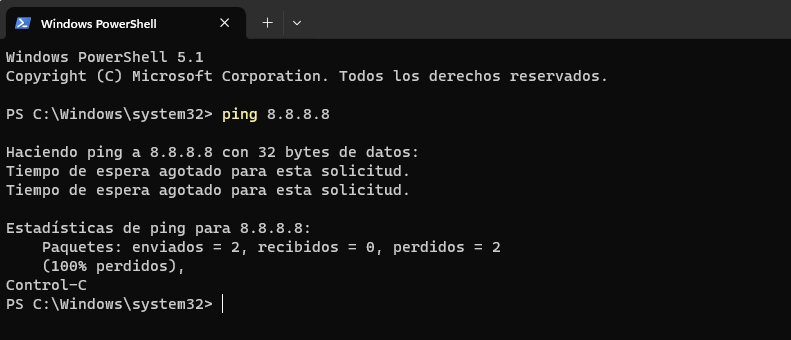 Windows PowerShell
Windows PowerShell 5.1
Copyright (C) Microsoft Corporation. Todos los derechos reservados.
PS C:\Windows\system32> ping 8.8.8.8
Haciendo ping a 8.8.8.8 con 32 bytes de datos:
Tiempo de espera agotado para esta solicitud.
Tiempo de espera agotado para esta solicitud.
Estadísticas de ping para 8.8.8.8:
    Paquetes: enviados = 2, recibidos = 0, perdidos = 2
    (100% perdidos),
Control-C
PS C:\Windows\system32>